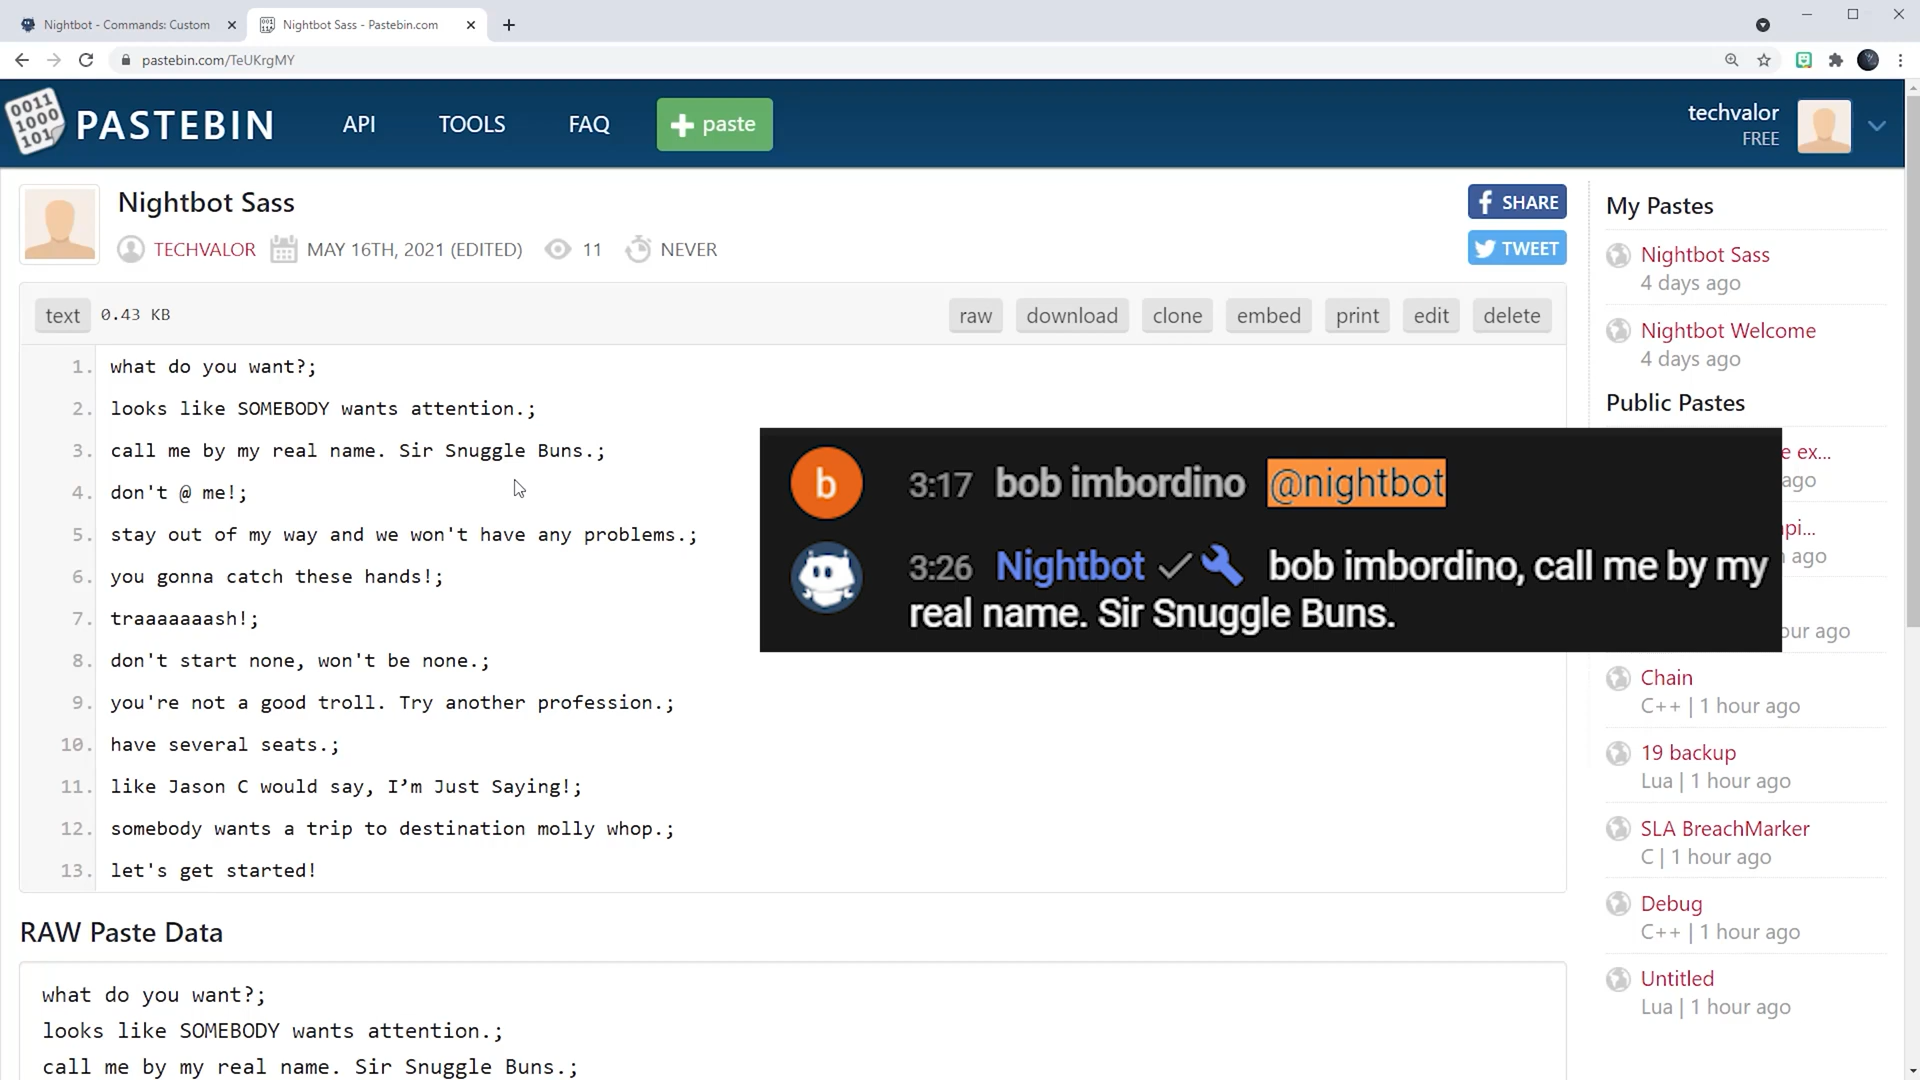 Nightbot - Commands: Custom
Nightbot Sass - Pastebin.com
pastebin.com/TeUKrgMY
0011
1000
101
PASTEBIN
API
TOOLS
FAQ
paste
techvalor
FREE
Nightbot Sass
TECHVALOR
MAY 16TH, 2021 (EDITED)
11
NEVER
SHARE
TWEET
text
0.43 KB
raw
download
clone
embed
print
edit
delete
1. what do you want?;
2. looks like SOMEBODY wants attention.;
3. call me by my real name. Sir Snuggle Buns.;
4. don't @ me!;
5. stay out of my way and we won't have any problems.;
6. you gonna catch these hands!;
7. traaaaaaash!;
8. don't start none, won't be none.;
9. you're not a good troll. Try another profession.;
10. have several seats.;
11. like Jason C would say, I’m Just Saying!;
12. somebody wants a trip to destination molly whop.;
13. let's get started!
b
3:17 bob imbordino @nightbot
3:26 Nightbot bob imbordino, call me by my
real name. Sir Snuggle Buns.
RAW Paste Data
what do you want?;
looks like SOMEBODY wants attention.;
call me by my real name. Sir Snuggle Buns.;
My Pastes
Nightbot Sass
4 days ago
Nightbot Welcome
4 days ago
Public Pastes
ex...
ago
ago
ago
Chain
C++ | 1 hour ago
19 backup
Lua | 1 hour ago
SLA BreachMarker
C | 1 hour ago
Debug
C++ | 1 hour ago
Untitled
Lua | 1 hour ago